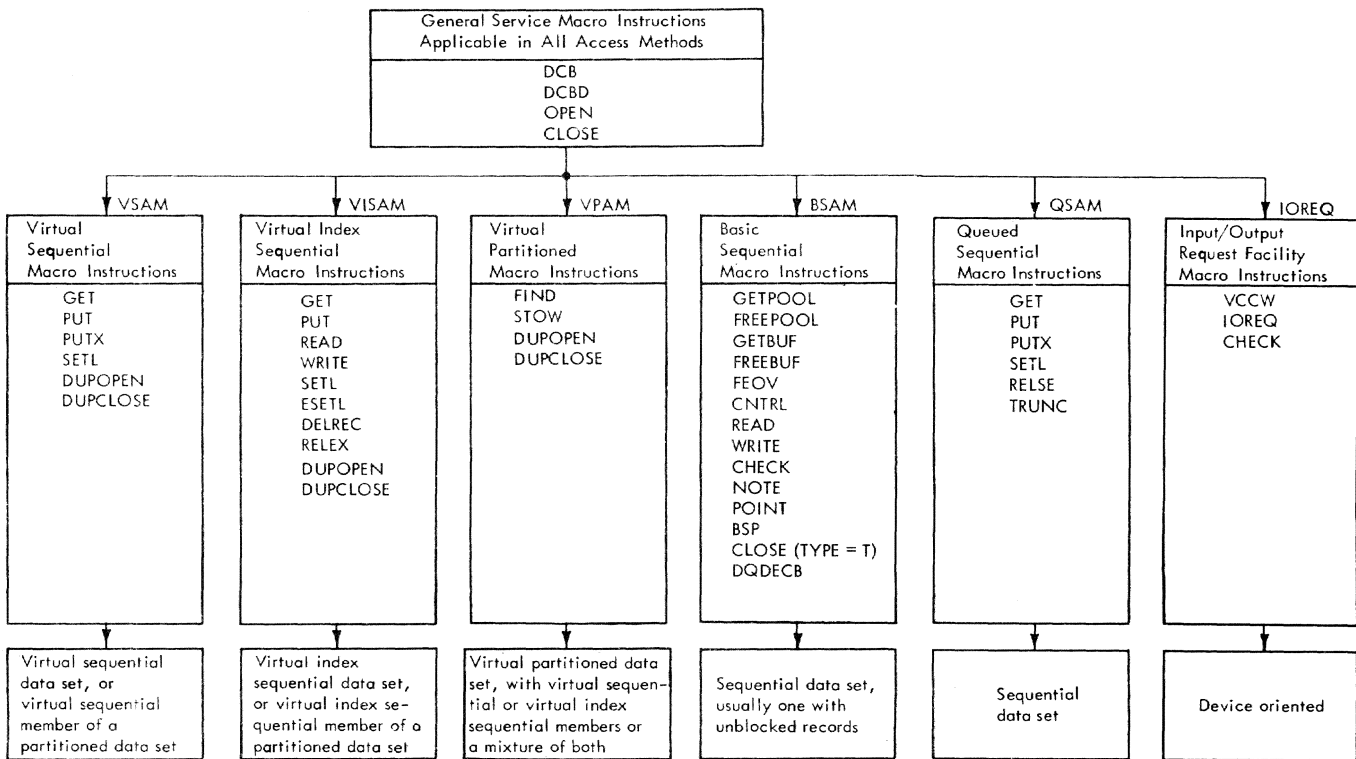 General Service Macro Instructions
Applicable in All Access Methods
DCB
DCBD
OPEN
CLOSE
VSAM
Virtual
Sequential
Macro Instructions
GET
PUT
PUTX
SETL
DUPOPEN
DUPCLOSE
Virtual sequential
data set, or
virtual sequential
member of a
partitioned data set
VISAM
Virtual Index
Sequential
Macro Instructions
GET
PUT
READ
WRITE
SETL
ESETL
DELREC
RELEX
DUPOPEN
DUPCLOSE
Virtual index
sequential data set,
or virtual index se-
quential member of a
partitioned data set
VPAM
Virtual
Partitioned
Macro Instructions
FIND
STOW
DUPOPEN
DUPCLOSE
Virtual partitioned data
set, with virtual sequen-
tial or virtual index
sequential members or
a mixture of both
BSAM
Basic
Sequential
Macro Instructions
GETPOOL
FREEPOOL
GETBUF
FREEBUF
FEOV
CNTRL
READ
WRITE
CHECK
NOTE
POINT
BSP
CLOSE (TYPE = T)
DQDECB
Sequential data set,
usually one with
unblocked records
QSAM
Queued
Sequential
Macro Instructions
GET
PUT
PUTX
SETL
RELSE
TRUNC
Sequential
data set
IOREQ
Input/Output
Request Facility
Macro Instructions
VCCW
IOREQ
CHECK
Device oriented